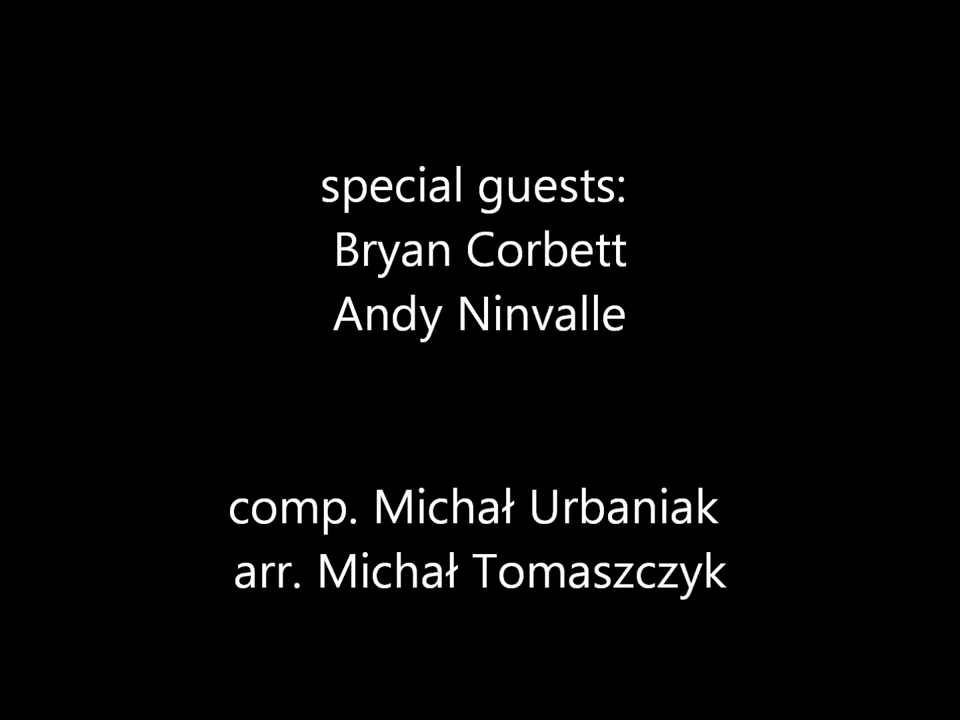 special guests:
Bryan Corbett
Andy Ninvalle
comp. Michał Urbaniak
arr. Michał Tomaszczyk